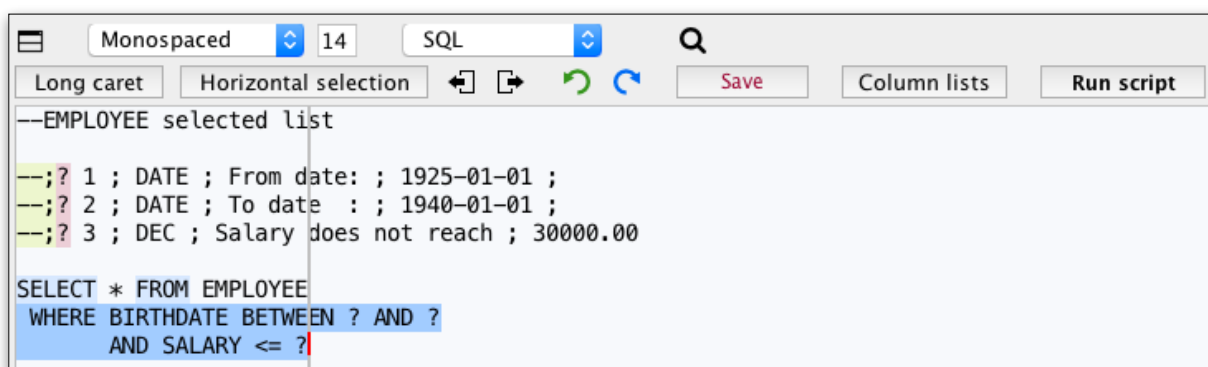 Monospaced 14 SQL
Long caret Horizontal selection Save Column lists Run script
--EMPLOYEE selected list
--;? 1 ; DATE ; From date: ; 1925-01-01 ;
--;? 2 ; DATE ; To date  : ; 1940-01-01 ;
--;? 3 ; DEC ; Salary does not reach ; 30000.00
SELECT * FROM EMPLOYEE
 WHERE BIRTHDATE BETWEEN ? AND ?
       AND SALARY <= ?